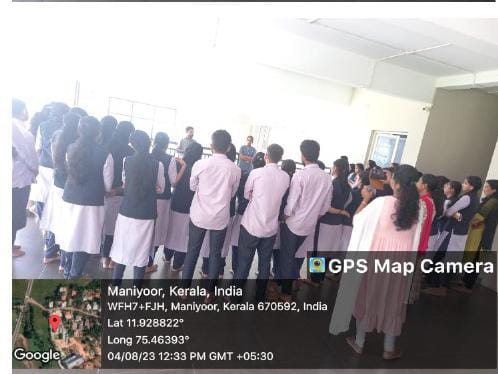 GPS Map Camera
Maniyoor, Kerala, India
WFH7+FJH, Maniyoor, Kerala 670592, India
Lat 11.928822°
Long 75.46393°
04/08/23 12:33 PM GMT +05:30
Google